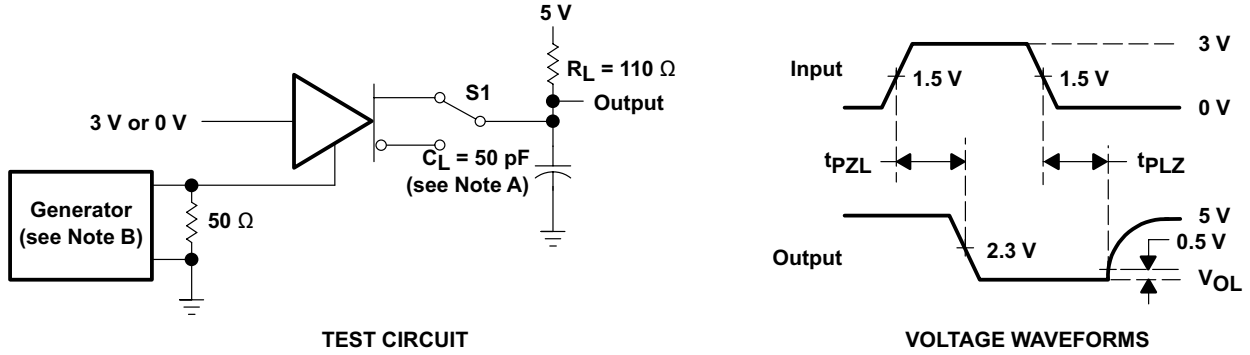 5 V
R_L = 110 Ω
S1
Output
3 V or 0 V
C_L = 50 pF
(see Note A)
Generator
(see Note B)
50 Ω
TEST CIRCUIT
3 V
Input
1.5 V
1.5 V
0 V
t_PZL
t_PLZ
5 V
0.5 V
2.3 V
Output
V_OL
VOLTAGE WAVEFORMS